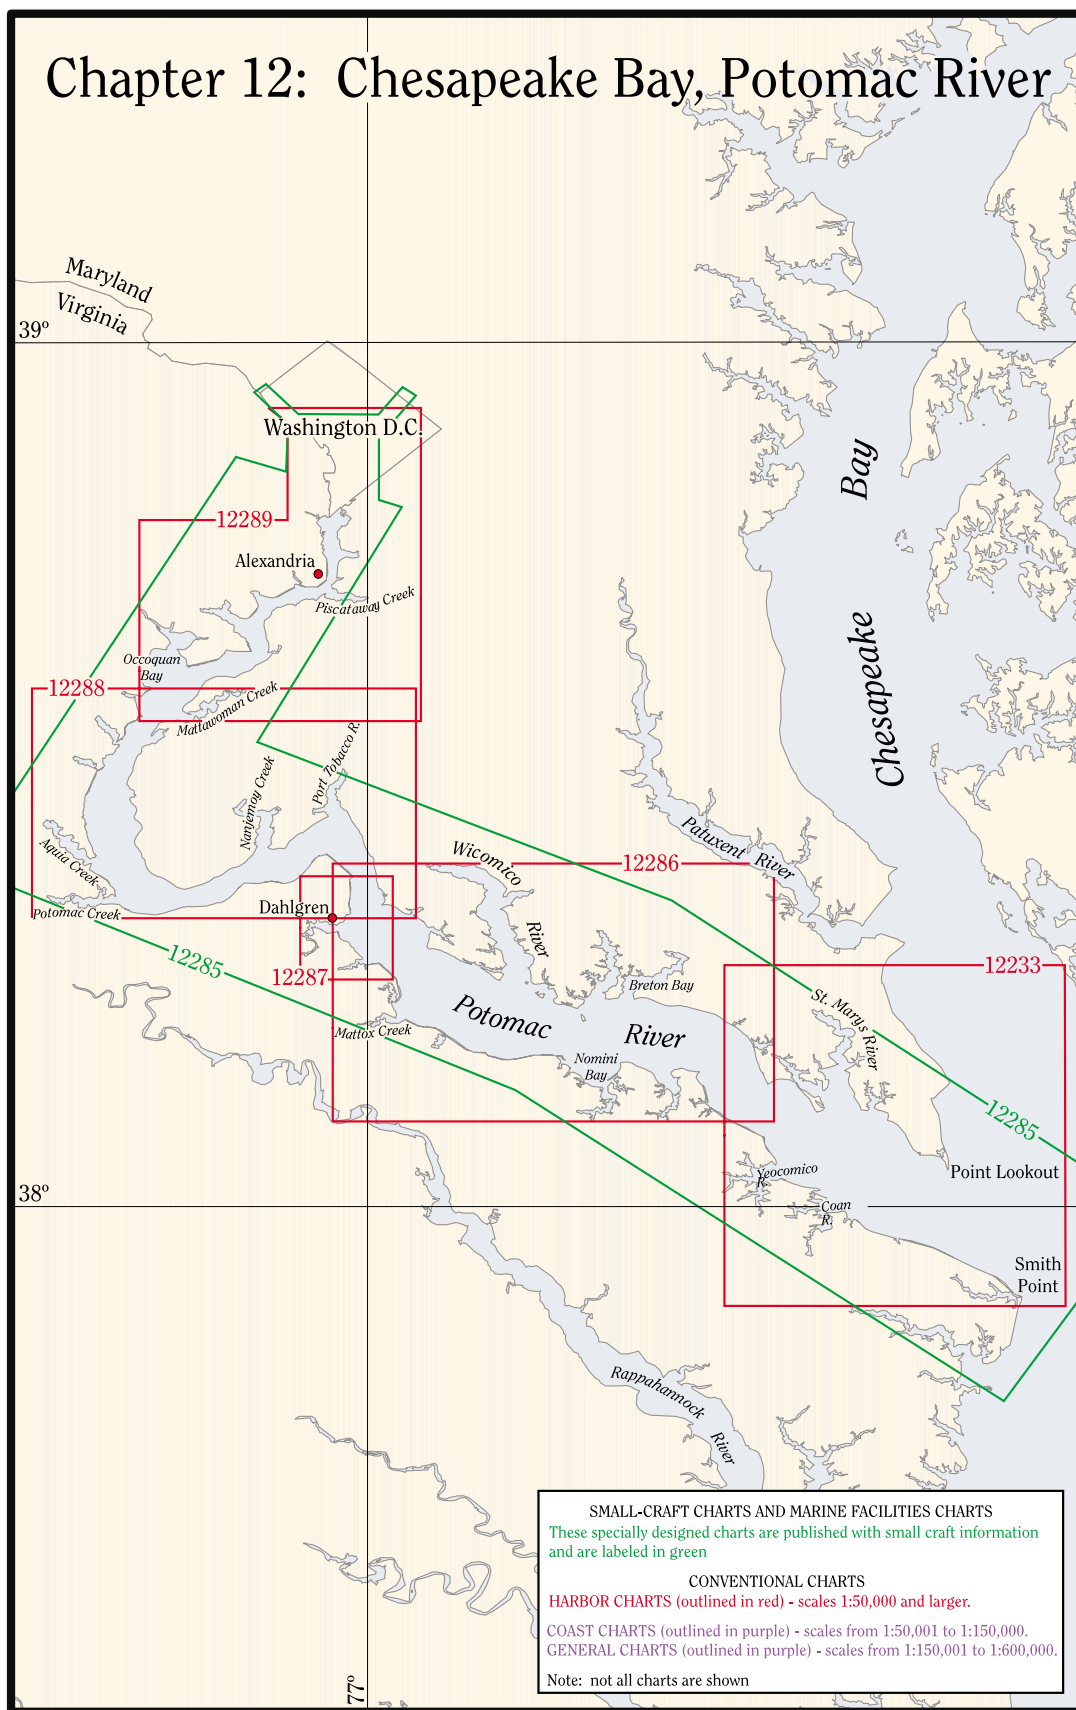 Chapter 12: Chesapeake Bay, Potomac River
Maryland
Virginia
39º
Washington D.C.
Bay
12289
Alexandria
Piscataway Creek
Chesapeake
Occoquan
Bay
12288
Mattawoman Creek
Port Tobacco R.
Nanjemoy Creek
Patuxent River
Aquia Creek
Wicomico
River
12286
Dahlgren
Potomac Creek
12285
12287
12233
Breton Bay
St. Marys
River
Potomac
River
Mattox Creek
Nomini
Bay
12285
Point Lookout
Yeocomico
R.
38º
Coan
R.
Smith
Point
Rappahannock
River
SMALL-CRAFT CHARTS AND MARINE FACILITIES CHARTS
These specially designed charts are published with small craft information
and are labeled in green
CONVENTIONAL CHARTS
HARBOR CHARTS (outlined in red) - scales 1:50,000 and larger.
COAST CHARTS (outlined in purple) - scales from 1:50,001 to 1:150,000.
GENERAL CHARTS (outlined in purple) - scales from 1:150,001 to 1:600,000.
Note: not all charts are shown
77º